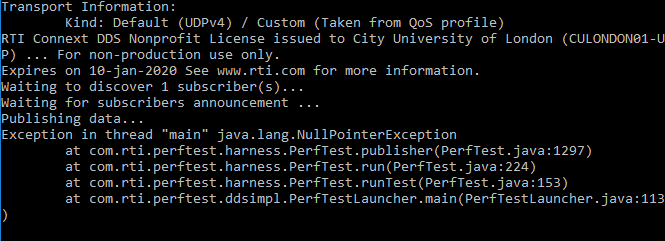 Transport Information:
Kind: Default (UDPv4) / Custom (Taken from QoS profile)
RTI Connext DDS Nonprofit License issued to City University of London (CULONDON01-U
P) ... For non-production use only.
Expires on 10-jan-2020 See www.rti.com for more information.
Waiting to discover 1 subscriber(s)...
Waiting for subscribers announcement ...
Publishing data...
Exception in thread "main" java.lang.NullPointerException
at com.rti.perftest.harness.PerfTest.publisher(PerfTest.java:1297)
at com.rti.perftest.harness.PerfTest.run(PerfTest.java:224)
at com.rti.perftest.harness.PerfTest.runTest(PerfTest.java:153)
at com.rti.perftest.ddsimpl.PerfTestLauncher.main(PerfTestLauncher.java:113
)